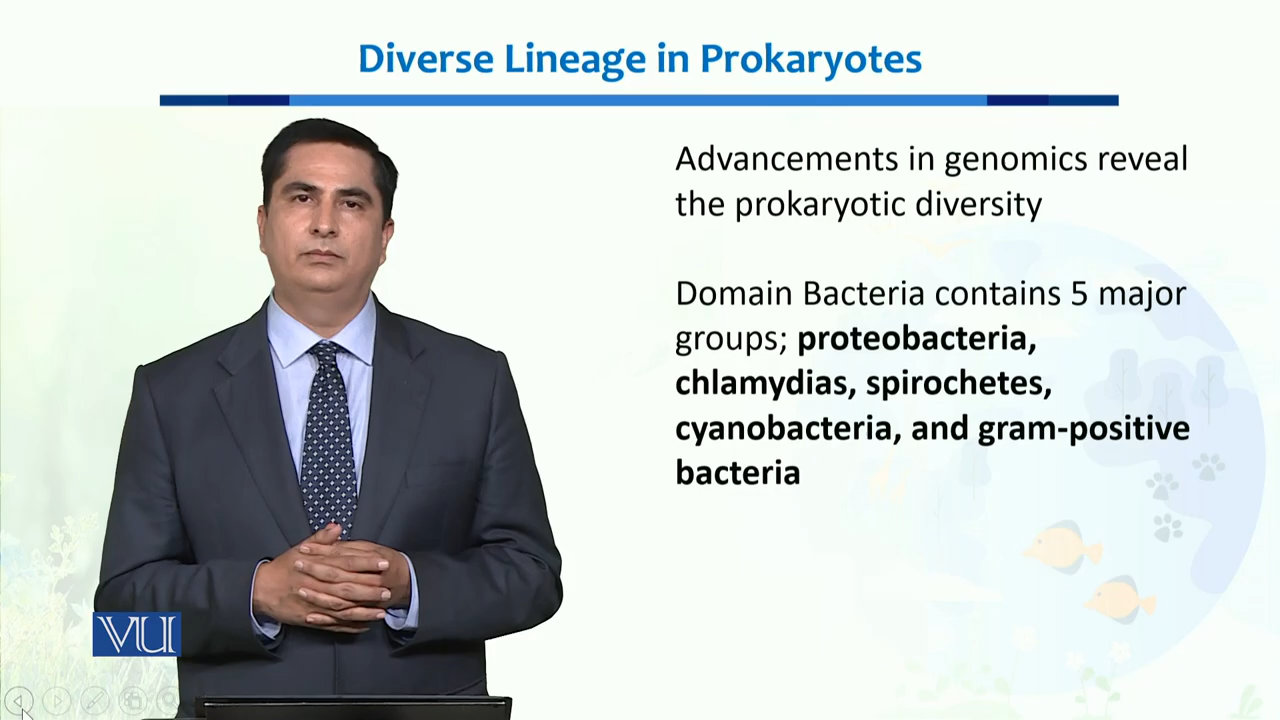 Diverse Lineage in Prokaryotes
Advancements in genomics reveal
the prokaryotic diversity
Domain Bacteria contains 5 major
groups; proteobacteria,
chlamydias, spirochetes,
cyanobacteria, and gram-positive
bacteria
VU